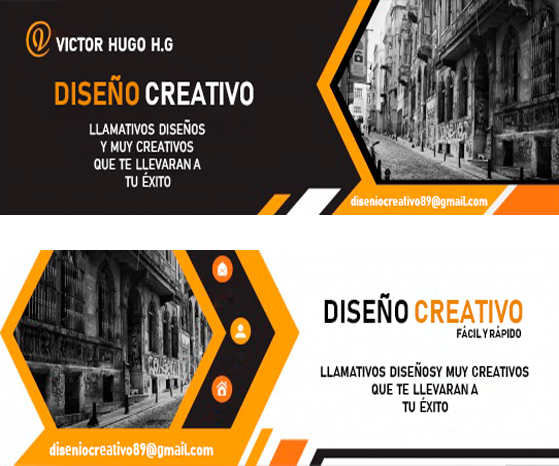 VICTOR HUGO H.G
DISEÑO CREATIVO
LLAMATIVOS DISEÑOS
Y MUY CREATIVOS
QUE TE LLEVARAN A
TU ÉXITO
diseniocreativo89@gmail.com
DISEÑO CREATIVO
FÁCIL Y RÁPIDO
LLAMATIVOS DISEÑOSY MUY CREATIVOS
QUE TE LLEVARAN A
TU ÉXITO
diseniocreativo89@gmail.com